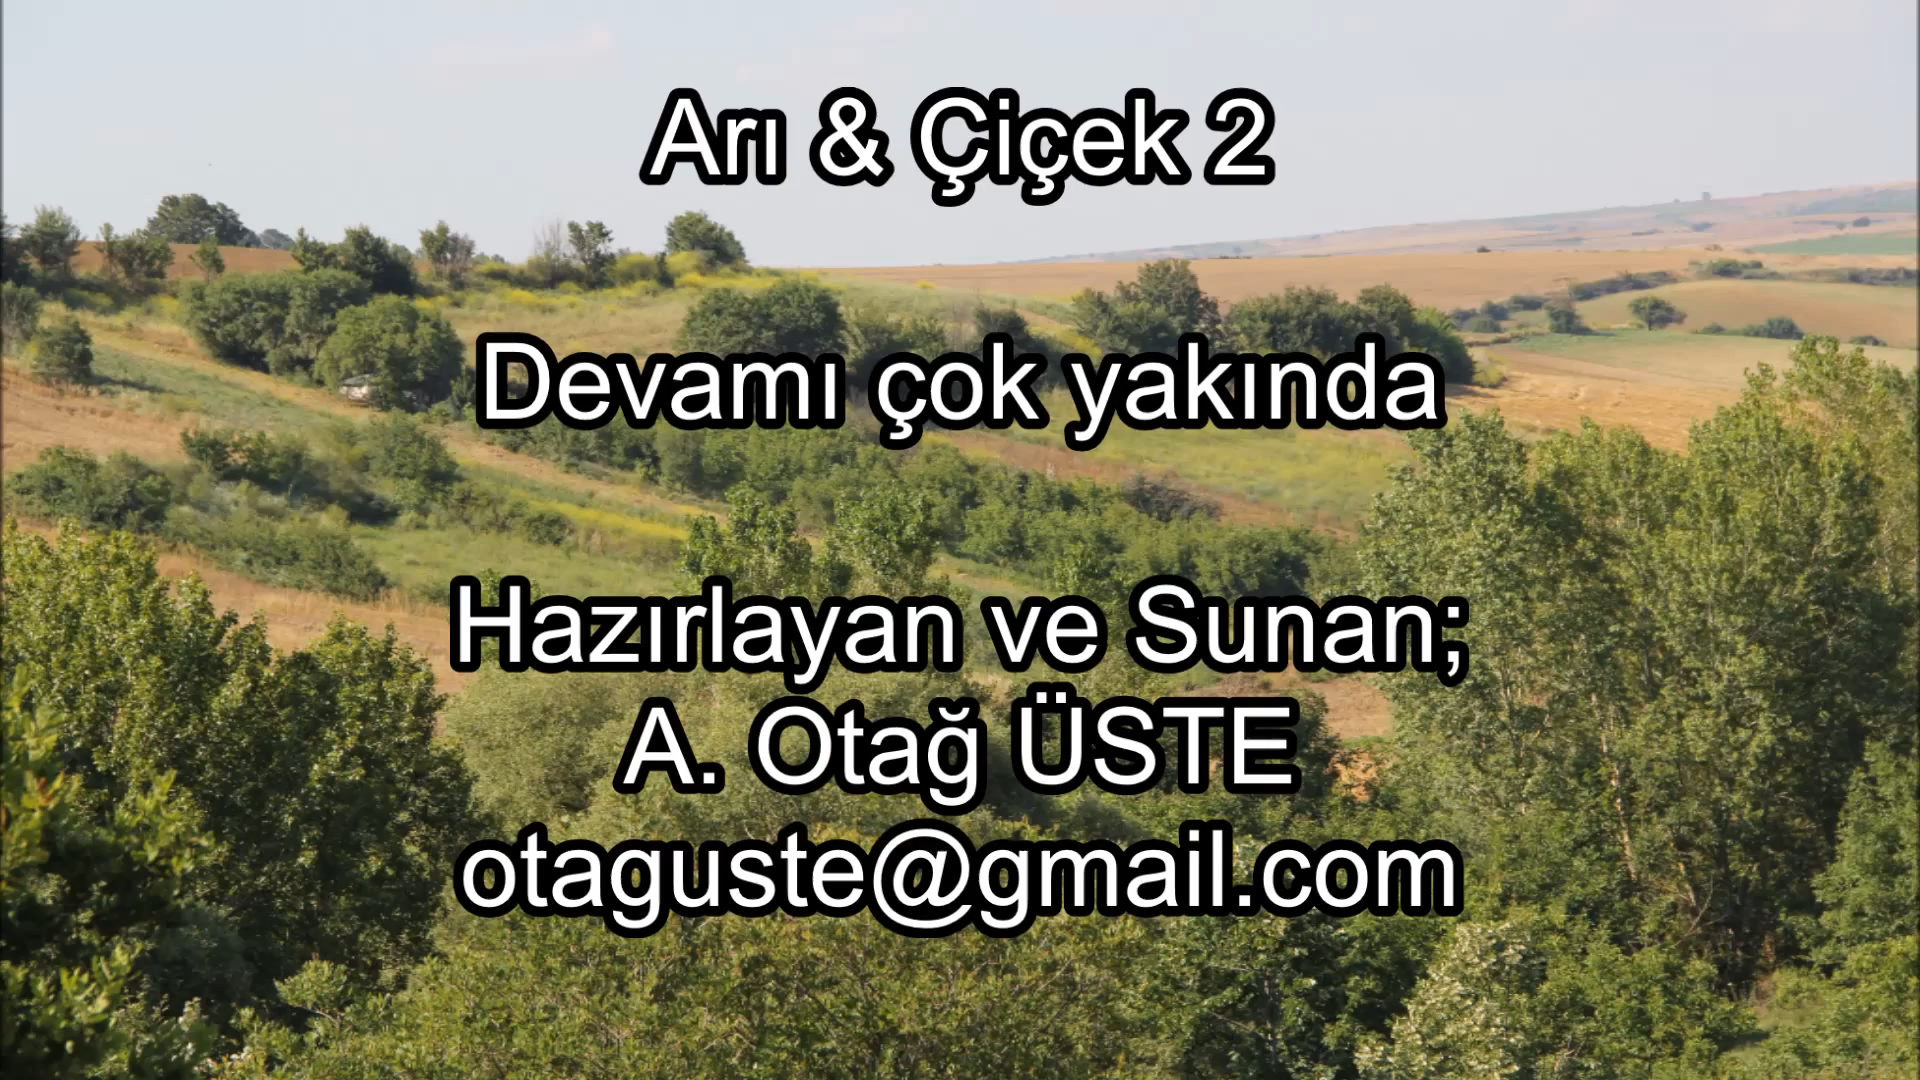 Arı & Çiçek 2
Devamı çok yakında
Hazırlayan ve Sunan;
A. Otağ ÜSTE
otaguste@gmail.com